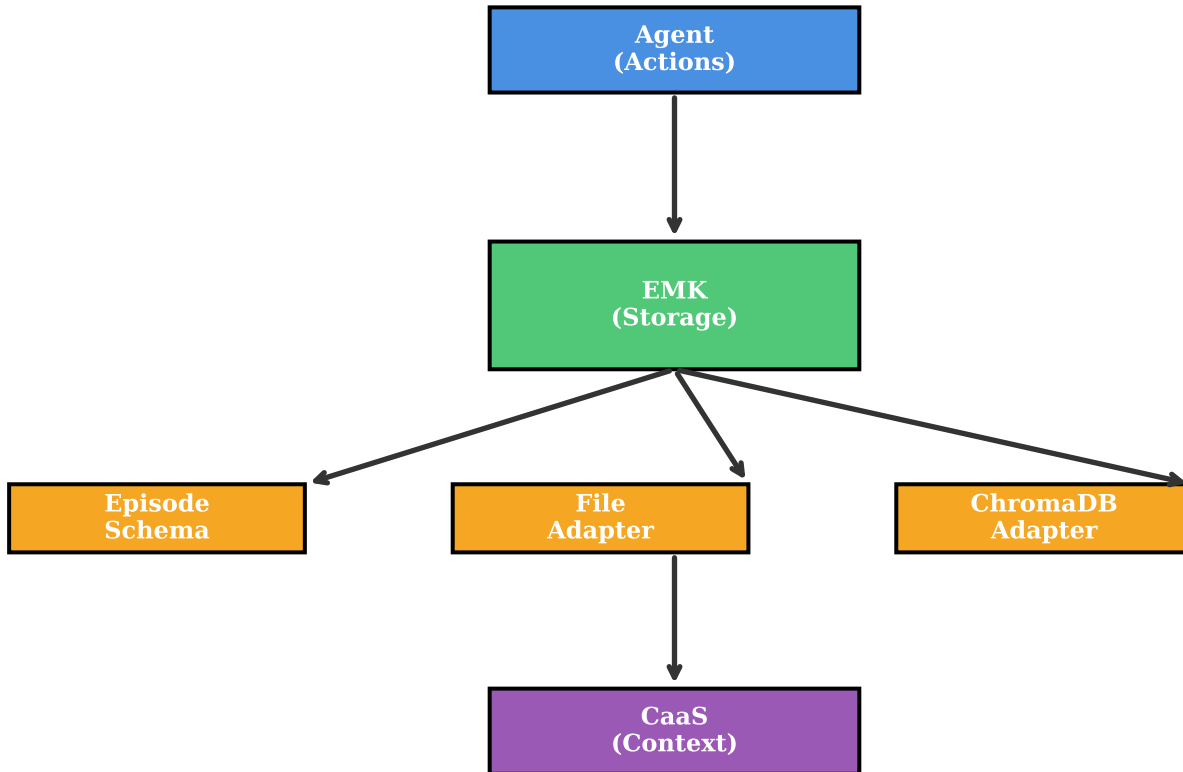 Agent
(Actions)
EMK
(Storage)
Episode
Schema
File
Adapter
ChromaDB
Adapter
CaaS
(Context)